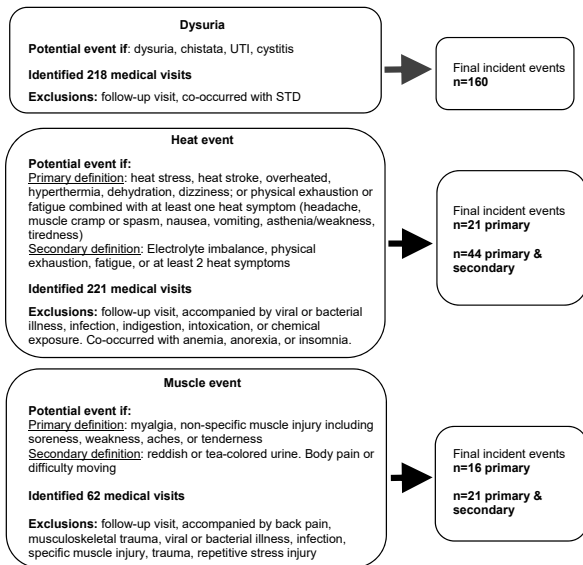 Dysuria
Potential event if: dysuria, chistata, UTI, cystitis
Identified 218 medical visits
Exclusions: follow-up visit, co-occurred with STD
Final incident events
n=160
Heat event
Potential event if:
Primary definition: heat stress, heat stroke, overheated,
hyperthermia, dehydration, dizziness; or physical exhaustion or
fatigue combined with at least one heat symptom (headache,
muscle cramp or spasm, nausea, vomiting, asthenia/weakness,
tiredness)
Secondary definition: Electrolyte imbalance, physical
exhaustion, fatigue, or at least 2 heat symptoms
Identified 221 medical visits
Exclusions: follow-up visit, accompanied by viral or bacterial
illness, infection, indigestion, intoxication, or chemical
exposure. Co-occurred with anemia, anorexia, or insomnia.
Final incident events
n=21 primary
n=44 primary &
secondary
Muscle event
Potential event if:
Primary definition: myalgia, non-specific muscle injury including
soreness, weakness, aches, or tenderness
Secondary definition: reddish or tea-colored urine. Body pain or
difficulty moving
Identified 62 medical visits
Exclusions: follow-up visit, accompanied by back pain,
musculoskeletal trauma, viral or bacterial illness, infection,
specific muscle injury, trauma, repetitive stress injury
Final incident events
n=16 primary
n=21 primary &
secondary